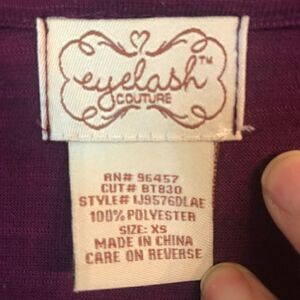 eyelash™
COUTURE
RN# 96457
CUT# BT830
STYLE# IJ9576DLAE
100% POLYESTER
SIZE: XS
MADE IN CHINA
CARE ON REVERSE